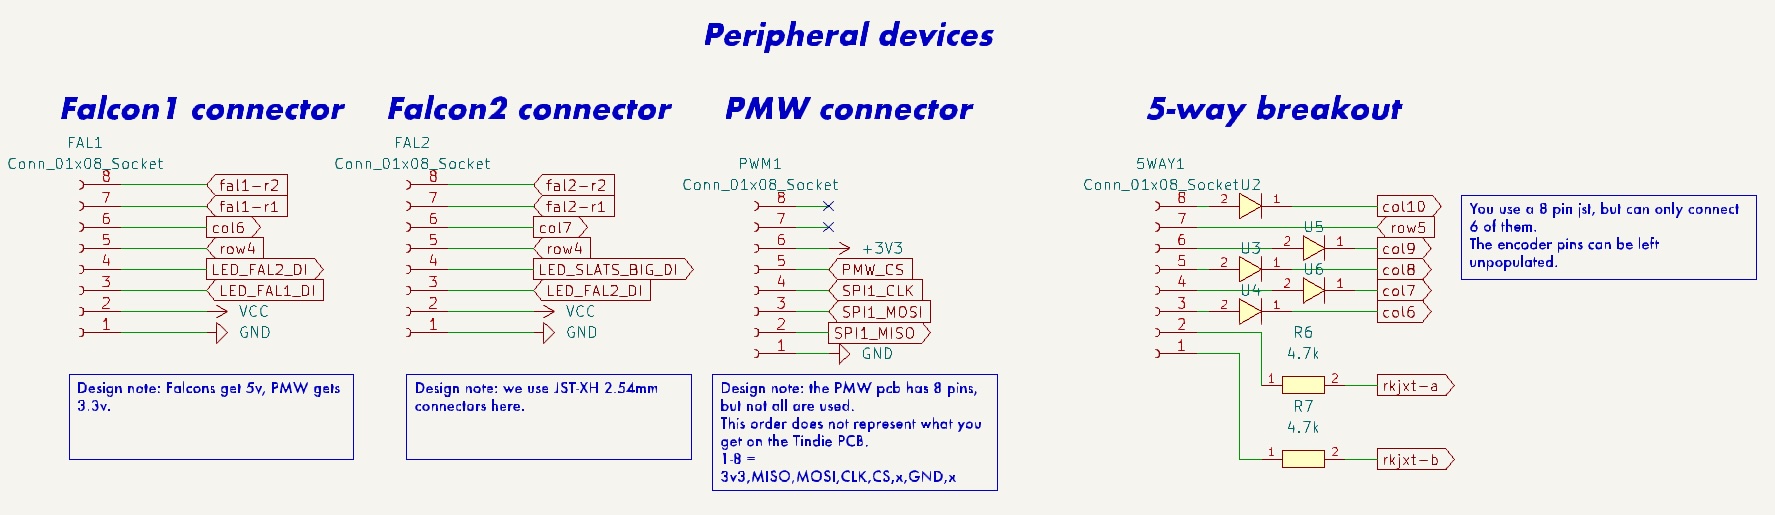 Peripheral devices
Falcon1 connector
FAL1
Conn_01x08_Socket
8 fal1-r2
7 fal1-r1
6 col6
5 row4
4 LED_FAL2_DI
3 LED_FAL1_DI
2 VCC
1 GND
Design note: Falcons get 5v, PMW gets
3.3v.
Falcon2 connector
FAL2
Conn_01x08_Socket
8 fal2-r2
7 fal2-r1
6 col7
5 row4
4 LED_SLATS_BIG_DI
3 LED_FAL2_DI
2 VCC
1 GND
Design note: we use JST-XH 2.54mm
connectors here.
PMW connector
PWM1
Conn_01x08_Socket
8
7
6 +3V3
5 PMW_CS
4 SPI1_CLK
3 SPI1_MOSI
2 SPI1_MISO
1 GND
Design note: the PMW pcb has 8 pins,
but not all are used.
This order does not represent what you
get on the Tindie PCB.
1-8 =
3v3,MISO,MOSI,CLK,CS,x,GND,x
5-way breakout
5WAY1
Conn_01x08_Socket U2
8 2 1 col10
7 row5
U5
6 2 1 col9
U3
5 2 1 col8
U6
4 2 1 col7
U4
3 2 1 col6
2
1
R6
4.7k
1 2 rkjxt-a
R7
4.7k
1 2 rkjxt-b
You use a 8 pin jst, but can only connect
6 of them.
The encoder pins can be left
unpopulated.